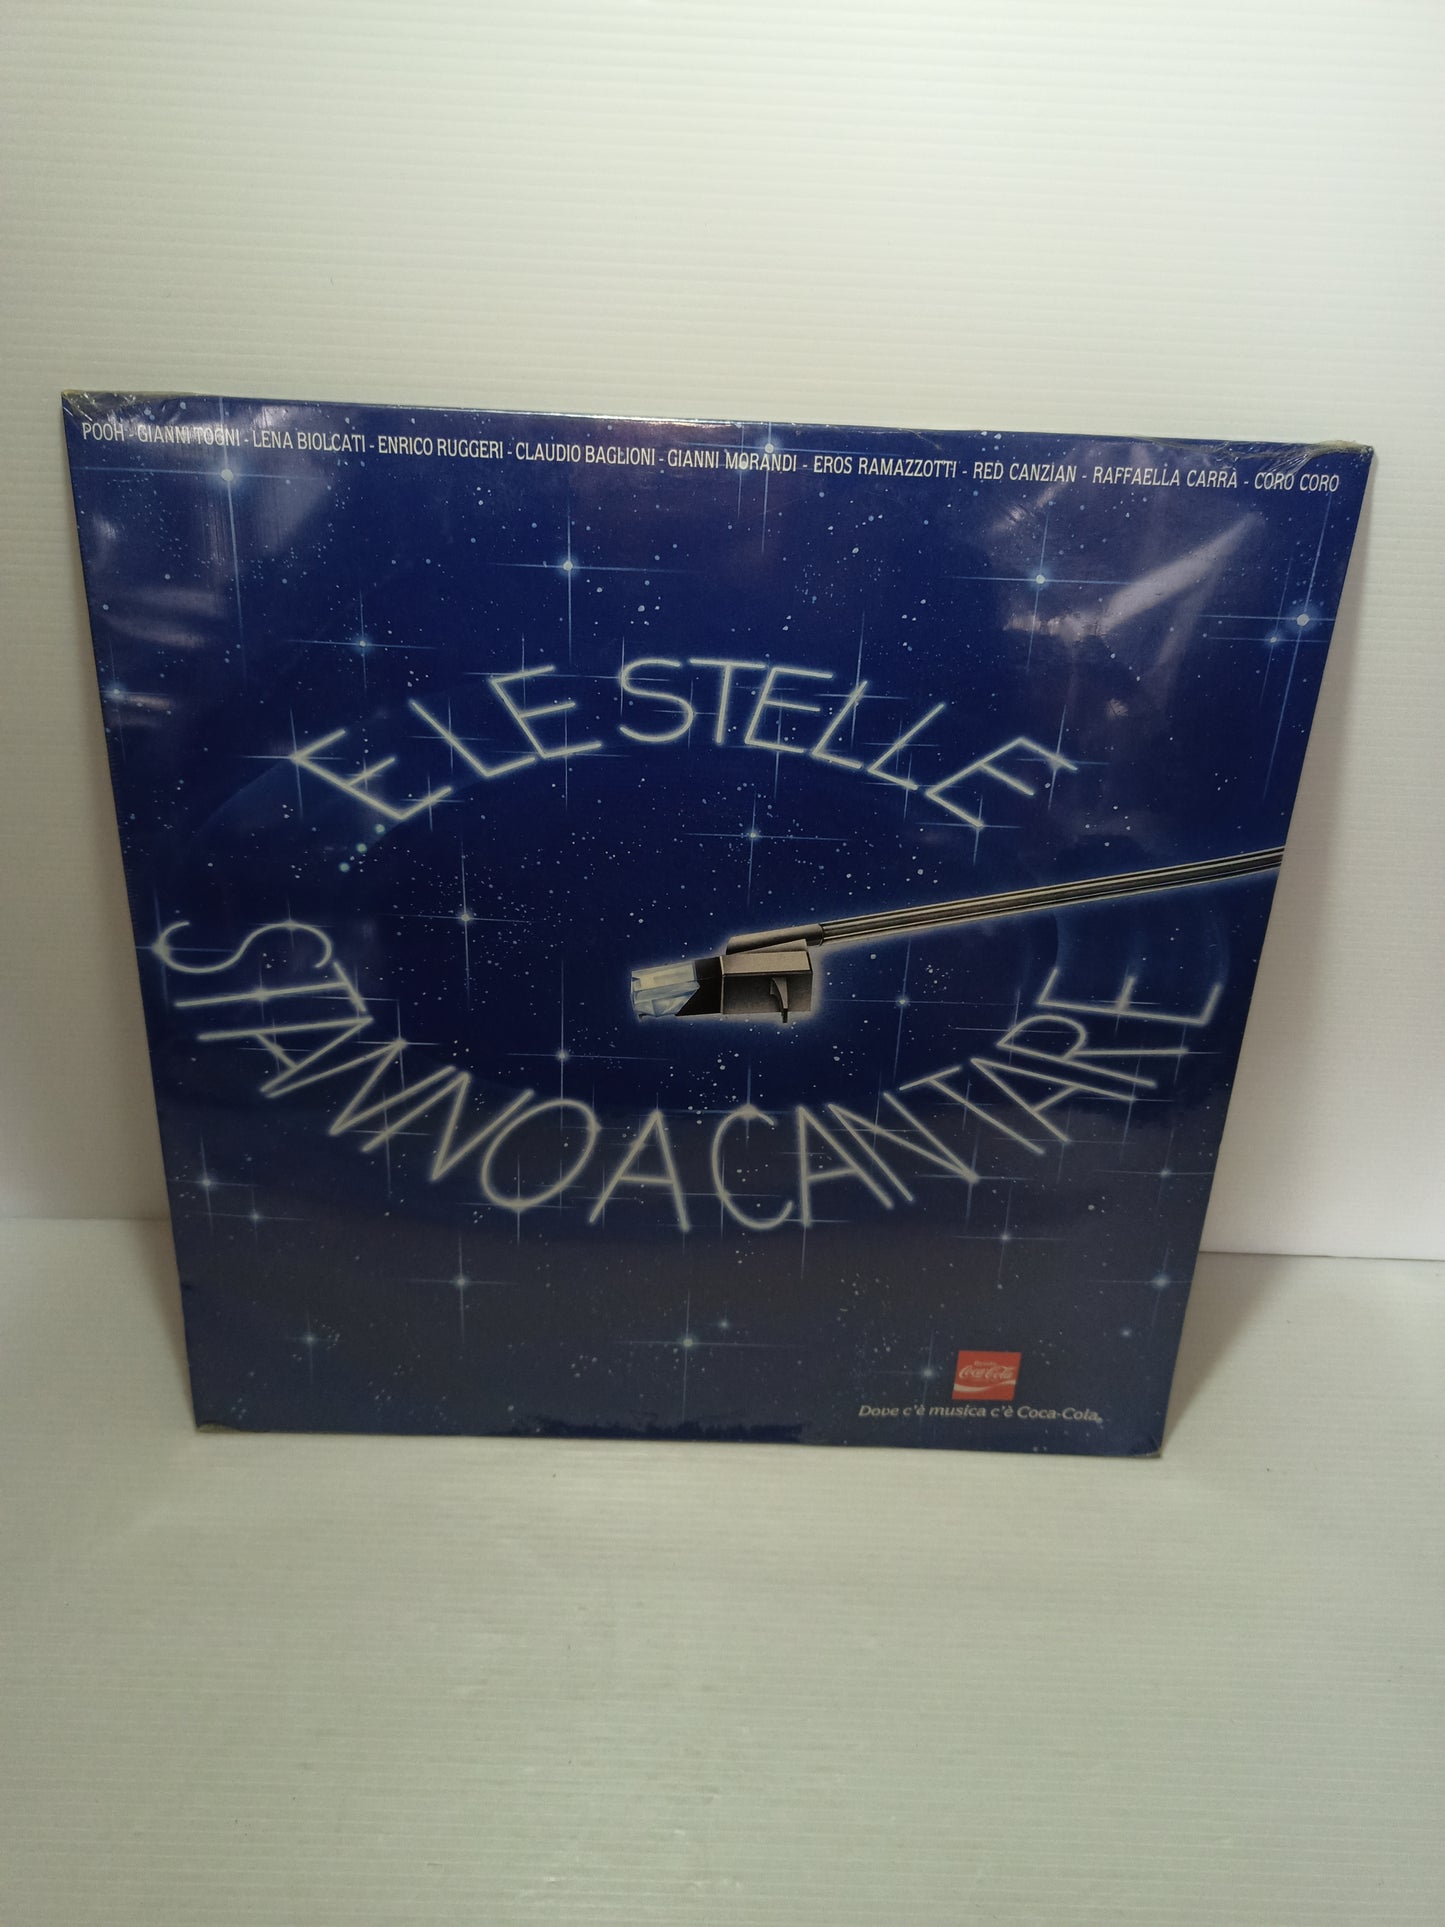 POOH - GIANNI TOGNI - LENA BIOLCATI - ENRICO RUGGERI - CLAUDIO BAGLIONI - GIANNI MORANDI - EROS RAMAZZOTTI - RED CANZIAN - RAFFAELLA CARRÀ - CORO CORO
E LE STELLE
STANNO A CANTARE
Coca-Cola
Dove c'è musica c'è Coca-Cola.